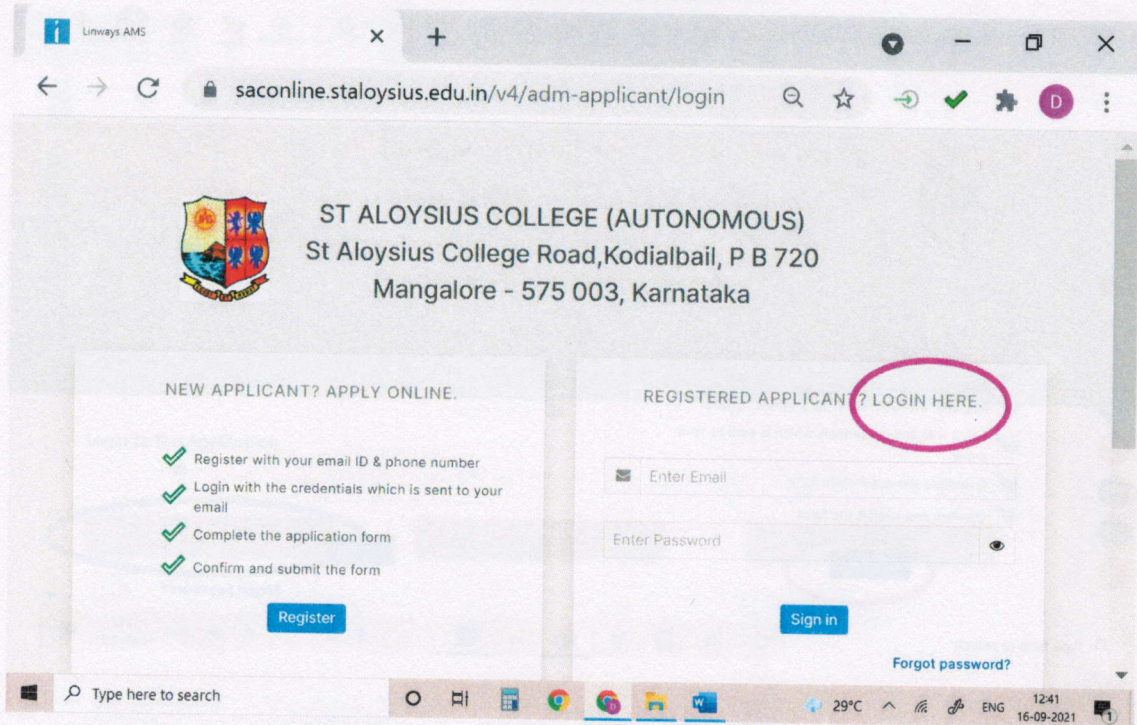 Linways AMS
saconline.staloysius.edu.in/v4/adm-applicant/login
D
ST ALOYSIUS COLLEGE (AUTONOMOUS)
St Aloysius College Road,Kodialbail, P B 720
Mangalore - 575 003, Karnataka
NEW APPLICANT? APPLY ONLINE.
Register with your email ID & phone number
Login with the credentials which is sent to your
email
Complete the application form
Confirm and submit the form
Register
REGISTERED APPLICANT? LOGIN HERE.
Enter Email
Enter Password
Sign in
Forgot password?
Type here to search
29°C
ENG
12:41
16-09-2021
1